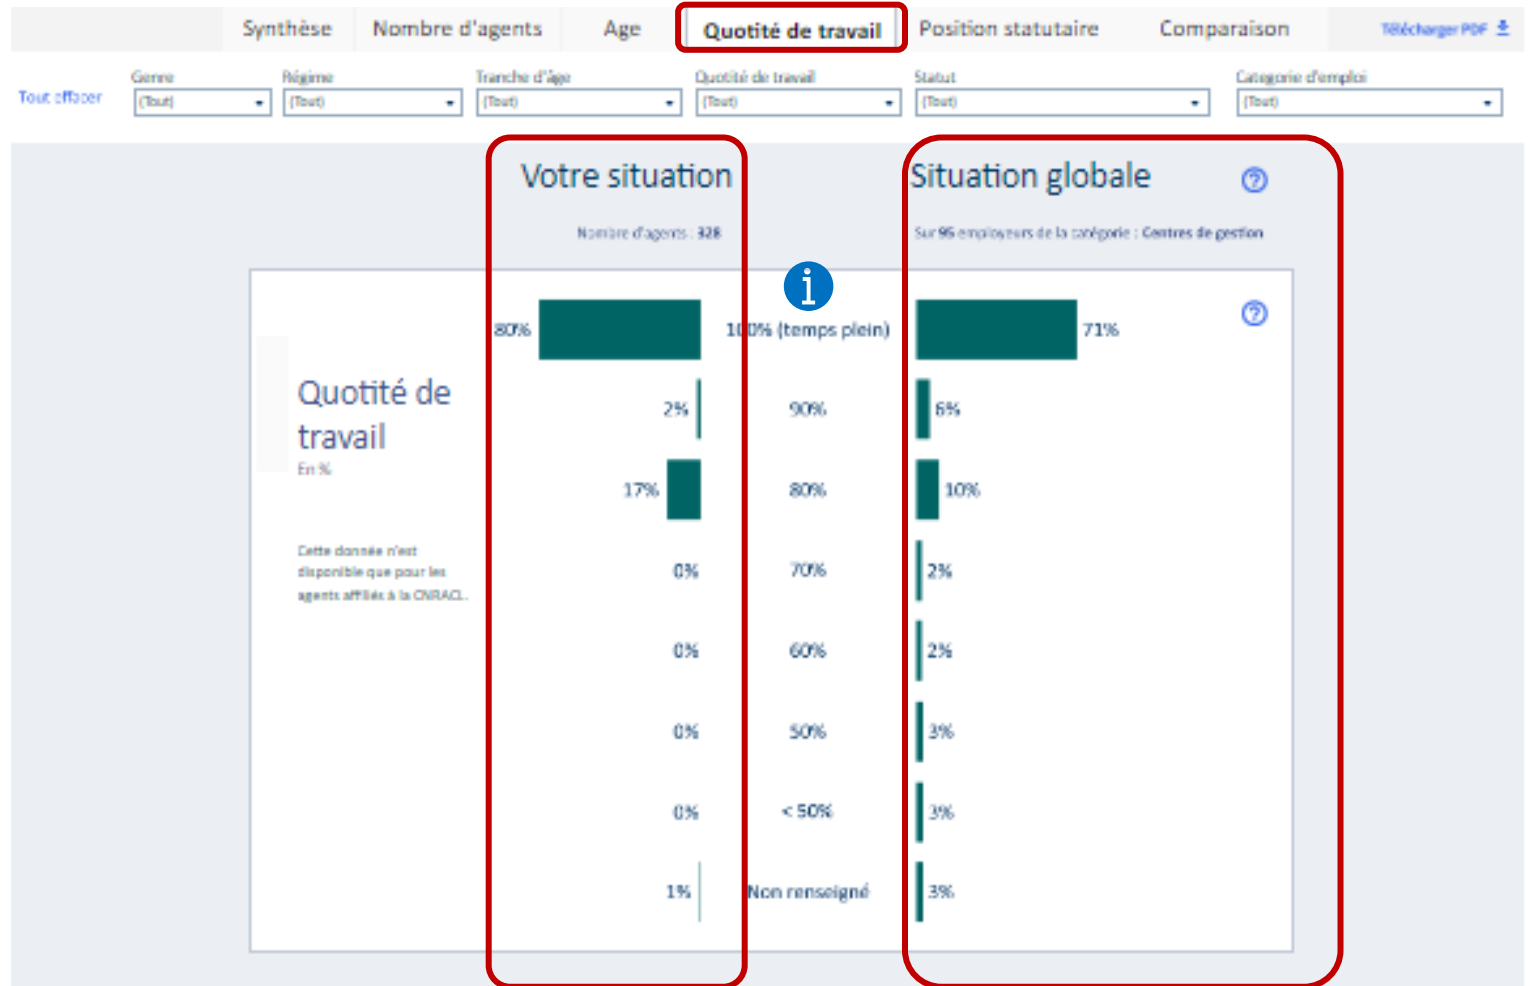 Synthèse Nombre d'agents Age Quotité de travail Position statutaire Comparaison Télécharger PDF
Genre Régime Tranche d'âge Quotité de travail Statut Categorie d'emploi
Tout effacer (Tout) (Tout) (Tout) (Tout) (Tout) (Tout)
Votre situation Situation globale ?
Nombre d'agents : 328 Sur 95 employeurs de la catégorie : Centres de gestion
i
?
80% 100% (temps plein) 71%
Quotité de
travail
En %
Cette donnée n'est
disponible que pour les
agents affiliés à la CNRACL.
2% 90% 6%
17% 80% 10%
0% 70% 2%
0% 60% 2%
0% 50% 3%
0% < 50% 3%
1% Non renseigné 3%